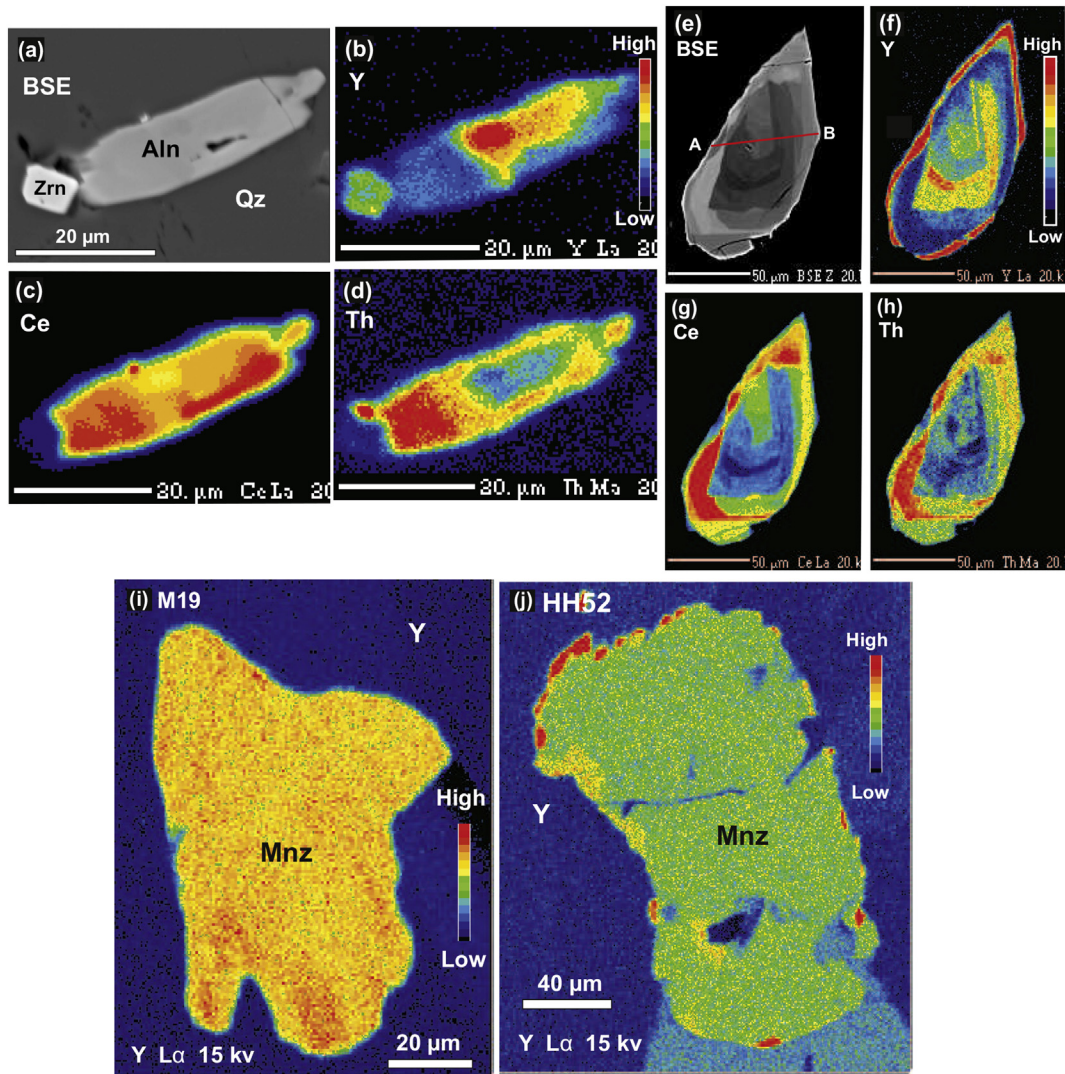 (a)
BSE
Aln
Zrn
Qz
20 µm
(b)
Y
High
Low
20. µm Y La 20
(c)
Ce
20. µm Ce La 20
(d)
Th
20. µm Th Ma 20
(e)
BSE
A
B
50. µm BSE Z 20.
(f)
Y
High
Low
50. µm Y La 20.k
(g)
Ce
50. µm Ce La 20.k
(h)
Th
50. µm Th Ma 20.k
(i) M19
Y
High
Mnz
Low
20 µm
Y Lα 15 kv
(j) HH52
High
Low
Y
Mnz
40 µm
Y Lα 15 kv